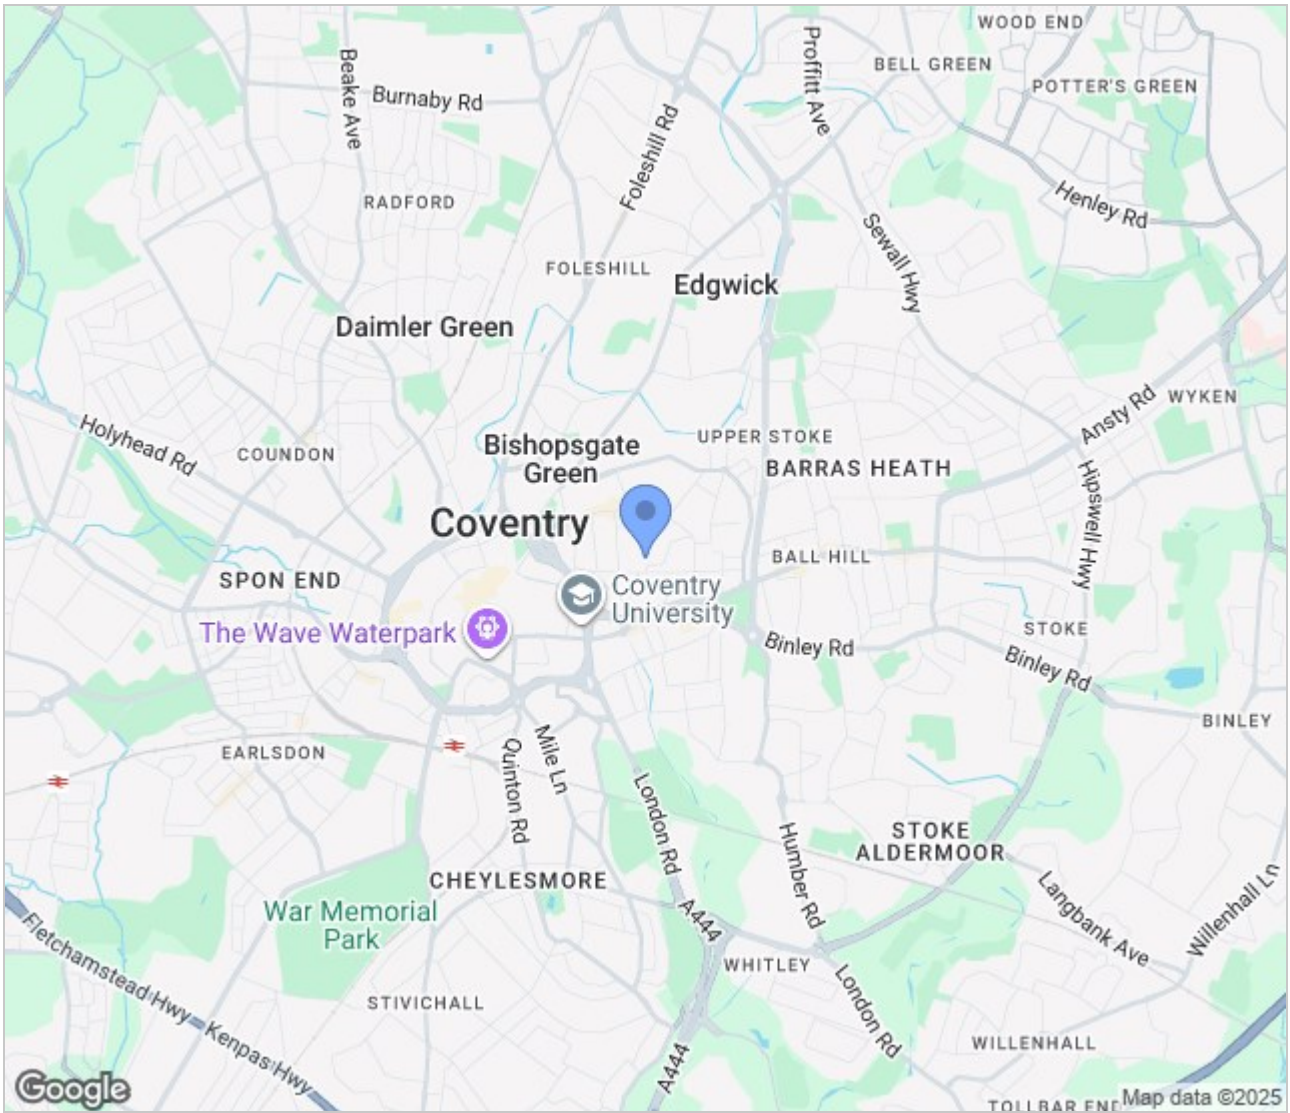 WOOD END
Proffitt Ave
BELL GREEN
Beake Ave
POTTER'S GREEN
Burnaby Rd
Foleshill Rd
Henley Rd
RADFORD
Sewall Hwy
FOLESHILL
Edgwick
Daimler Green
WYKEN
Ansty Rd
Holyhead Rd
UPPER STOKE
COUNDON
Bishopsgate
Green
BARRAS HEATH
Hipswell Hwy
Coventry
BALL HILL
SPON END
Coventry
University
The Wave Waterpark
STOKE
Binley Rd
Binley Rd
BINLEY
EARLSDON
Mile Ln
Quinton Rd
London Rd
STOKE
ALDERMOOR
Humber Rd
CHEYLESMORE
Langbank Ave
Willenhall Ln
War Memorial
Park
A444
Fletchamstead Hwy
WHITLEY
STIVICHALL
London Rd
Kenpas Hwy
WILLENHALL
A444
Google
Map data ©2025
TOLLBAR END